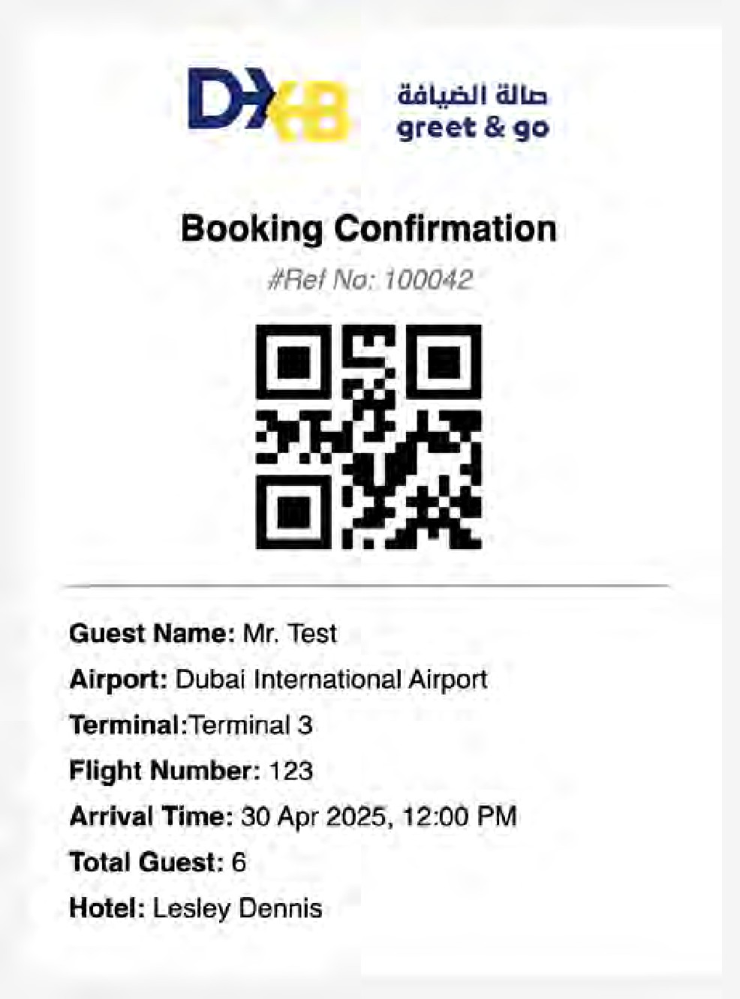 DXB
صالة الضيافة
greet & go
Booking Confirmation
#Ref No: 100042
Guest Name: Mr. Test
Airport: Dubai International Airport
Terminal:Terminal 3
Flight Number: 123
Arrival Time: 30 Apr 2025, 12:00 PM
Total Guest: 6
Hotel: Lesley Dennis